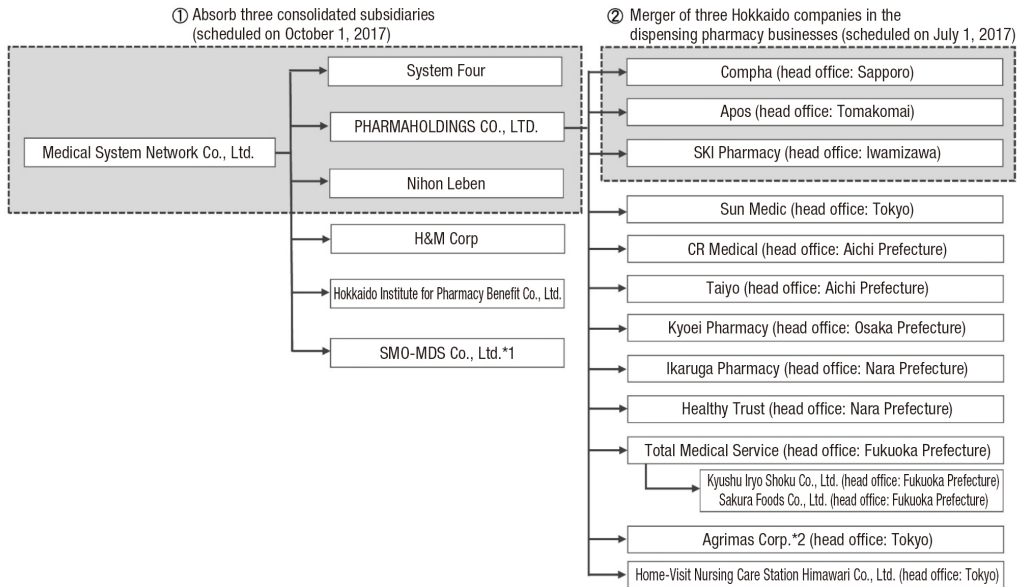 ① Absorb three consolidated subsidiaries
(scheduled on October 1, 2017)
② Merger of three Hokkaido companies in the
dispensing pharmacy businesses (scheduled on July 1, 2017)
Medical System Network Co., Ltd.
System Four
PHARMAHOLDINGS CO., LTD.
Nihon Leben
H&M Corp
Hokkaido Institute for Pharmacy Benefit Co., Ltd.
SMO-MDS Co., Ltd.*1
Compha (head office: Sapporo)
Apos (head office: Tomakomai)
SKI Pharmacy (head office: Iwamizawa)
Sun Medic (head office: Tokyo)
CR Medical (head office: Aichi Prefecture)
Taiyo (head office: Aichi Prefecture)
Kyoei Pharmacy (head office: Osaka Prefecture)
Ikaruga Pharmacy (head office: Nara Prefecture)
Healthy Trust (head office: Nara Prefecture)
Total Medical Service (head office: Fukuoka Prefecture)
Kyushu Iryo Shoku Co., Ltd. (head office: Fukuoka Prefecture)
Sakura Foods Co., Ltd. (head office: Fukuoka Prefecture)
Agrimas Corp.*2 (head office: Tokyo)
Home-Visit Nursing Care Station Himawari Co., Ltd. (head office: Tokyo)